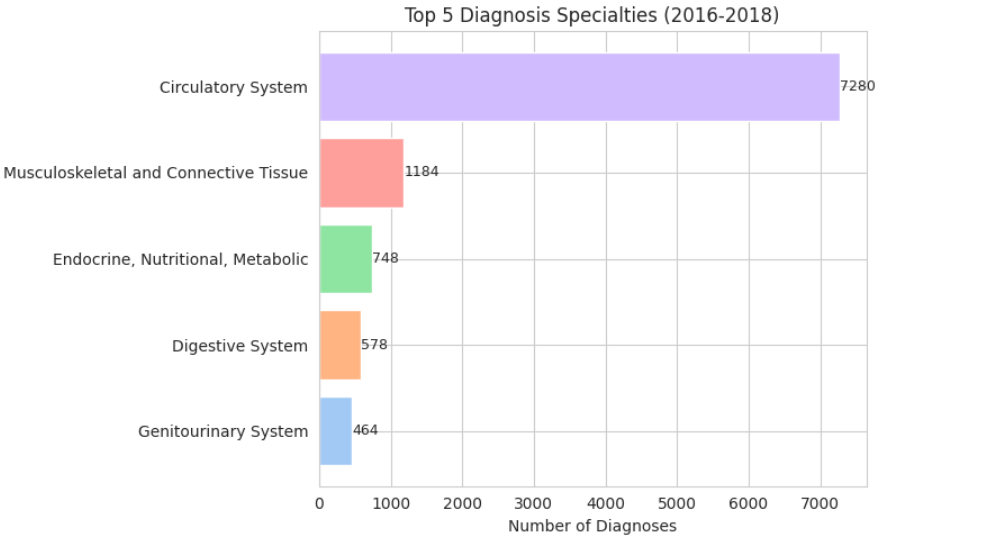 Top 5 Diagnosis Specialties (2016-2018)
Circulatory System
7280
Musculoskeletal and Connective Tissue
1184
Endocrine, Nutritional, Metabolic
748
Digestive System
578
Genitourinary System
464
0 1000 2000 3000 4000 5000 6000 7000
Number of Diagnoses